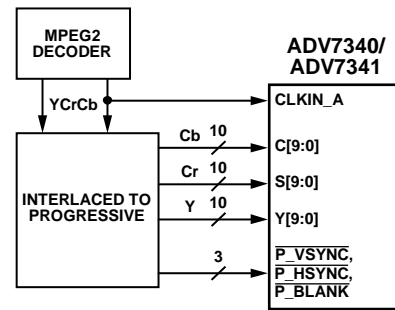 MPEG2
DECODER
YCrCb
INTERLACED TO
PROGRESSIVE
Cb 10
Cr 10
Y 10
3
ADV7340/
ADV7341
CLKIN_A
C[9:0]
S[9:0]
Y[9:0]
P_VSYNC,
P_HSYNC,
P_BLANK